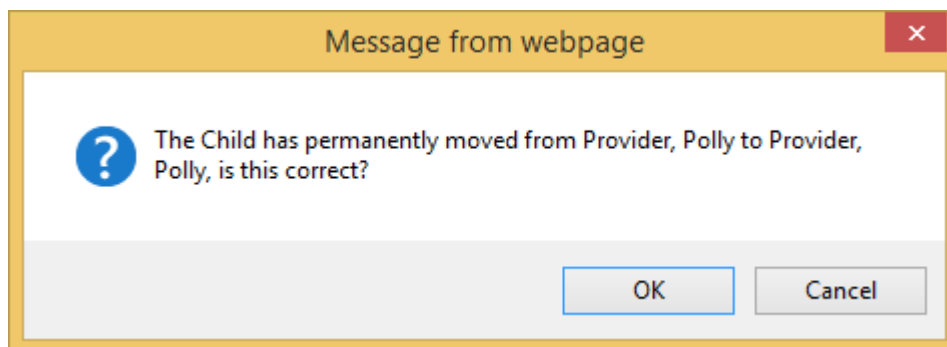 Message from webpage
The Child has permanently moved from Provider, Polly to Provider,
Polly, is this correct?
OK
Cancel